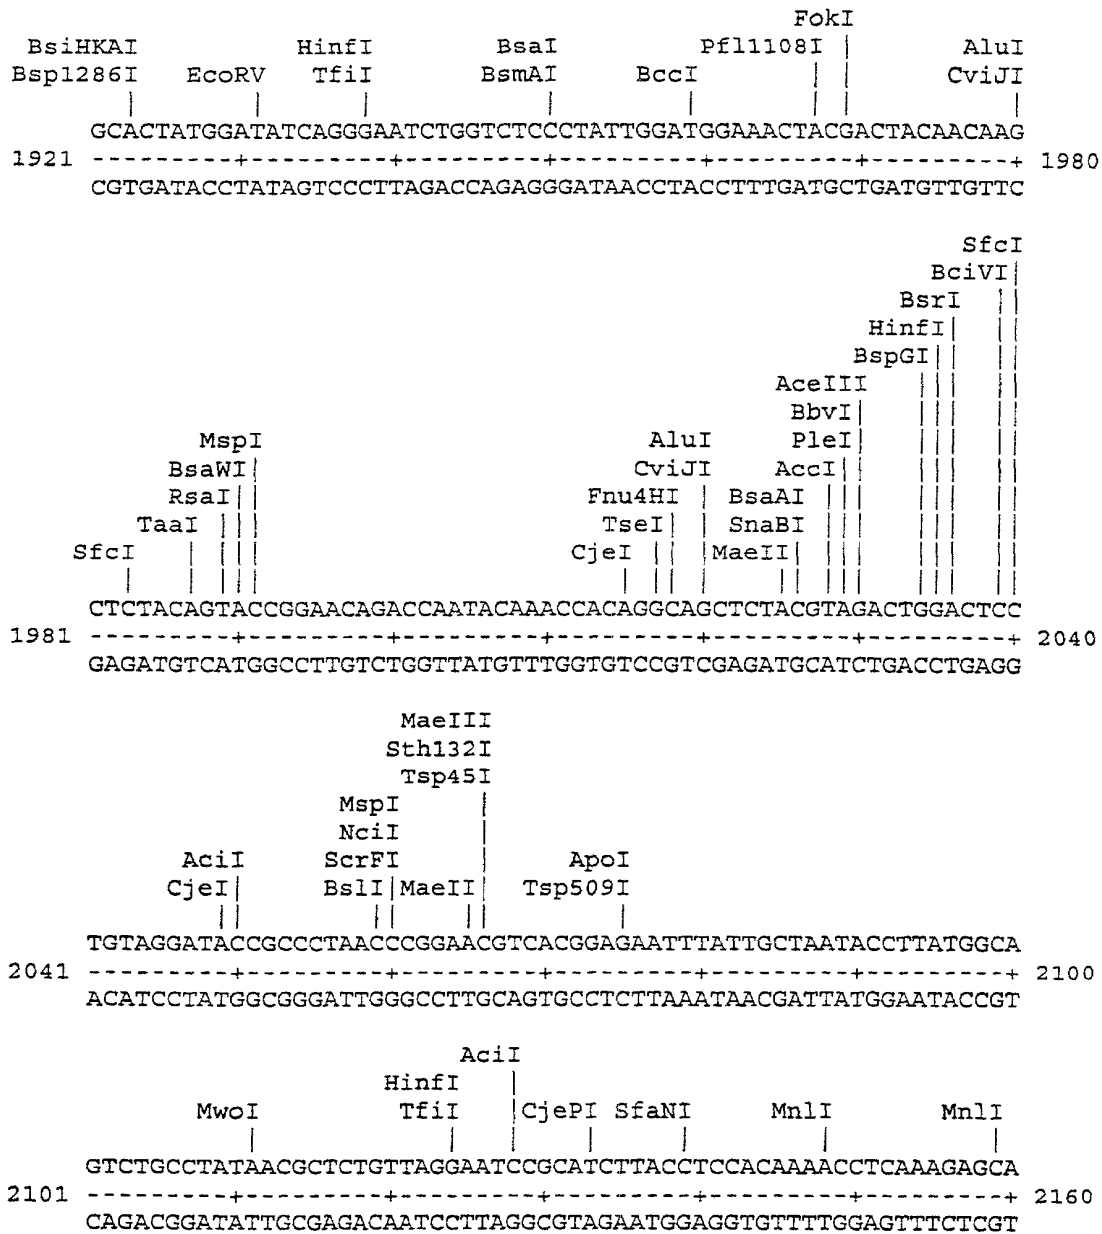 FokI
BsiHKAI HinfI BsaI Pfl1108I AluI
Bsp1286I EcoRV TfiI BsmAI BccI CviJI
GCACTATGGATATCAGGGAATCTGGTCTCCCTATTGGATGGAAACTACGACTACAACAAG
1921 ---------+---------+---------+---------+---------+---------+ 1980
CGTGATACCTATAGTCCCTTAGACCAGAGGGATAACCTACCTTTGATGCTGATGTTGTTC
SfcI
BciVI
BsrI
HinfI
BspGI
AceIII
BbvI
MspI AluI PleI
BsaWI CviJI AccI
RsaI Fnu4HI BsaAI
TaaI TseI SnaBI
SfcI CjeI MaeII
CTCTACAGTACCGGAACAGACCAATACAAACCACAGGCAGCTCTACGTAGACTGGACTCC
1981 ---------+---------+---------+---------+---------+---------+ 2040
GAGATGTCATGGCCTTGTCTGGTTATGTTTGGTGTCCGTCGAGATGCATCTGACCTGAGG
MaeIII
Sth132I
Tsp45I
MspI
NciI
AciI ScrFI ApoI
CjeI BslI MaeII Tsp509I
TGTAGGATACCGCCCTAACCCGGAACGTCACGGAGAATTTATTGCTAATACCTTATGGCA
2041 ---------+---------+---------+---------+---------+---------+ 2100
ACATCCTATGGCGGGATTGGGCCTTGCAGTGCCTCTTAAATAACGATTATGGAATACCGT
AciI
HinfI
MwoI TfiI CjePI SfaNI MnlI MnlI
GTCTGCCTATAACGCTCTGTTAGGAATCCGCATCTTACCTCCACAAAACCTCAAAGAGCA
2101 ---------+---------+---------+---------+---------+---------+ 2160
CAGACGGATATTGCGAGACAATCCTTAGGCGTAGAATGGAGGTGTTTTGGAGTTTCTCGT